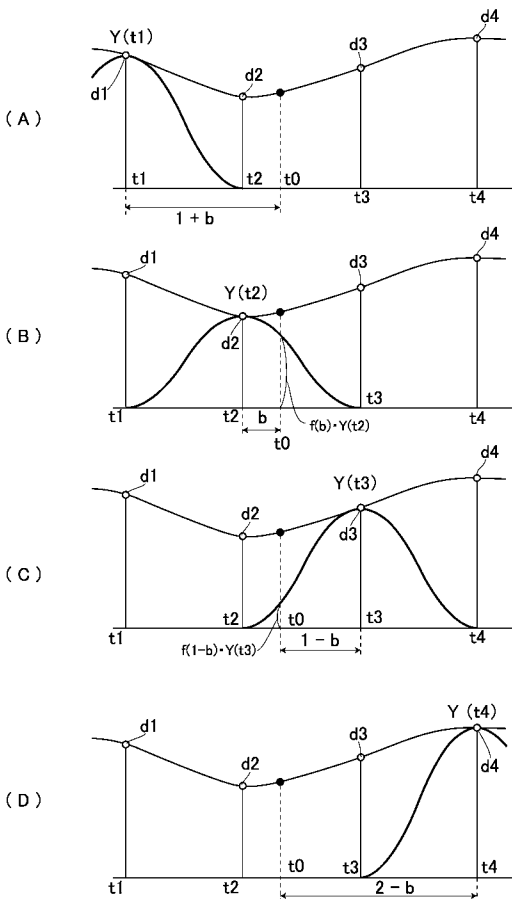 (A)
Y(t1)
d1
d2
d3
d4
t1
t2
t0
t3
t4
1+b
(B)
d1
Y(t2)
d2
d3
d4
t1
t2
b
t0
t3
t4
f(b)・Y(t2)
(C)
d1
d2
Y(t3)
d3
d4
t1
t2
t0
t3
t4
f(1-b)・Y(t3)
1-b
(D)
d1
d2
d3
Y (t4)
d4
t1
t2
t0
t3
t4
2-b